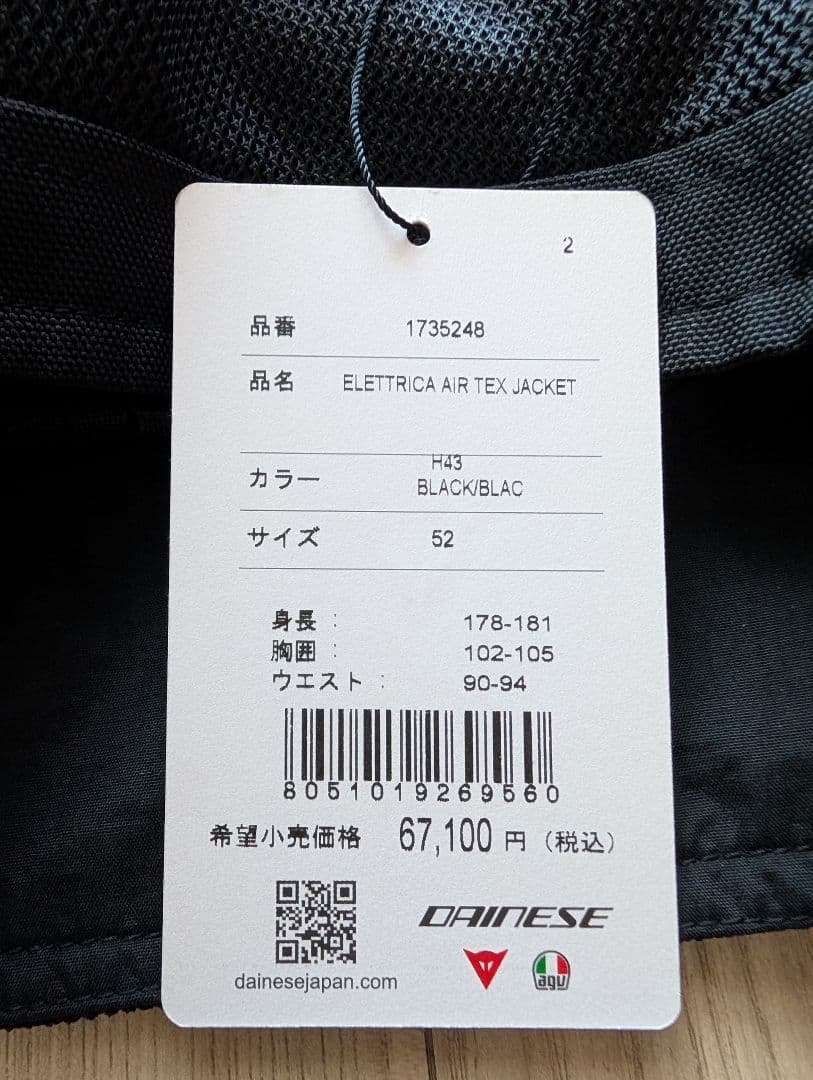 2
品番 1735248
品名 ELETTRICA AIR TEX JACKET
カラー H43
BLACK/BLAC
サイズ 52
身長 : 178-181
胸囲 : 102-105
ウエスト : 90-94
8051019269560
希望小売価格 67,100 円 (税込)
DAINESE
dainesejapan.com
agv